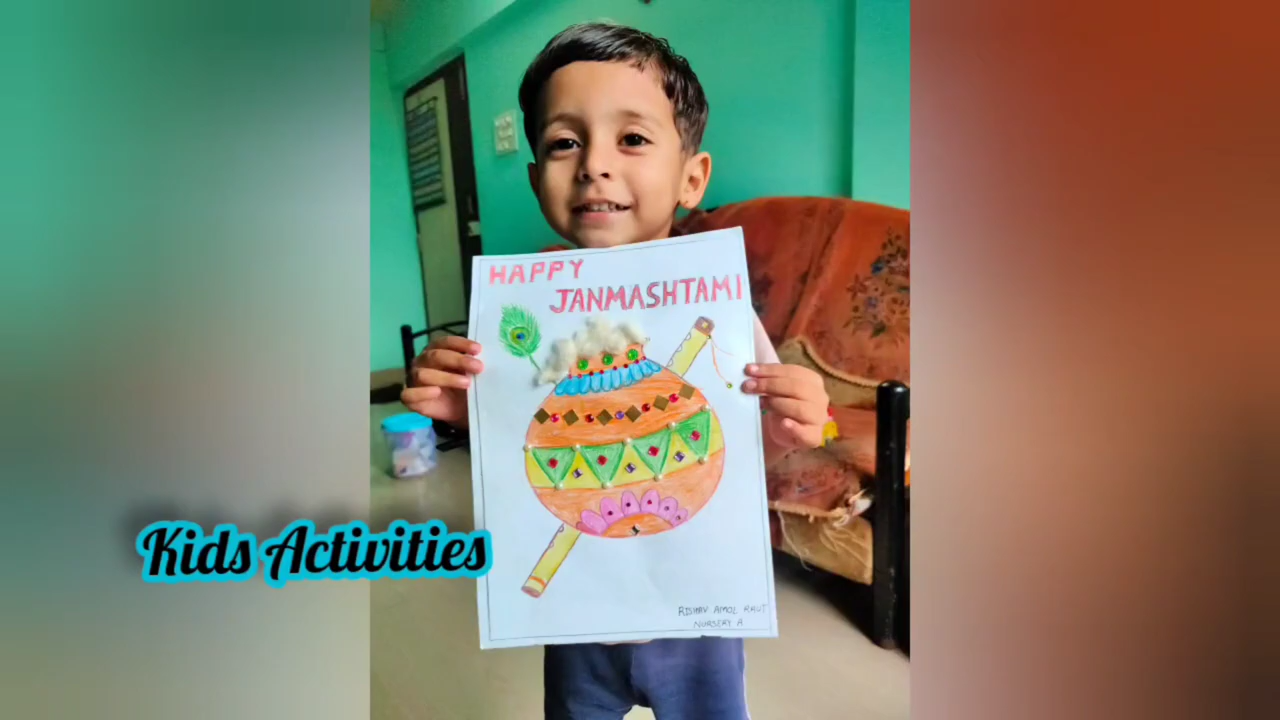 HAPPY
JANMASHTAMI
Kids Activities
RISHAV AMOL RAUT
NURSERY A